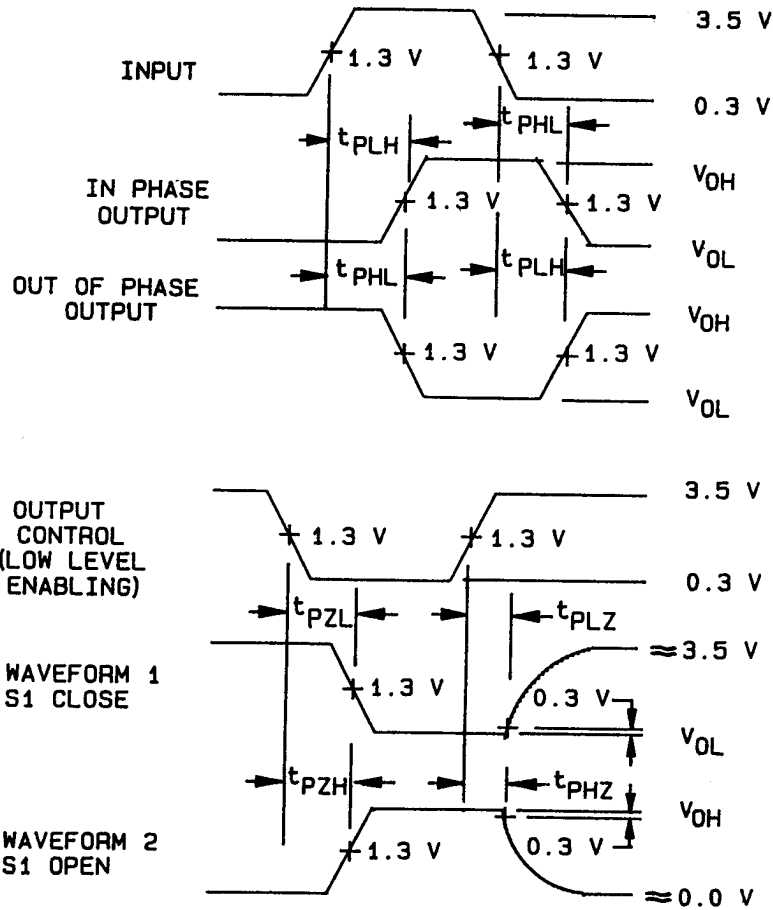 3.5 V
INPUT
1.3 V
1.3 V
0.3 V
tPLH
tPHL
IN PHASE
OUTPUT
VOH
1.3 V
1.3 V
VOL
OUT OF PHASE
OUTPUT
tPHL
tPLH
VOH
1.3 V
1.3 V
VOL
OUTPUT
CONTROL
(LOW LEVEL
ENABLING)
3.5 V
1.3 V
1.3 V
0.3 V
tPZL
tPLZ
WAVEFORM 1
S1 CLOSE
≈3.5 V
1.3 V
0.3 V
VOL
tPZH
tPHZ
VOH
WAVEFORM 2
S1 OPEN
1.3 V
0.3 V
≈0.0 V